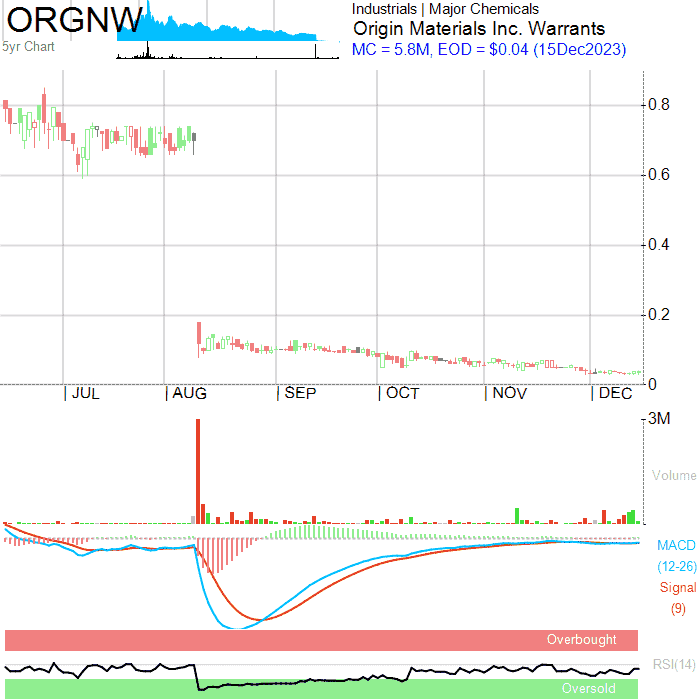 ORGNW
5yr Chart
Industrials | Major Chemicals
Origin Materials Inc. Warrants
MC = 5.8M, EOD = $0.04 (15Dec2023)
0.8
0.6
0.4
0.2
0
JUL AUG SEP OCT NOV DEC
3M
Volume
MACD
(12-26)
Signal
(9)
Overbought
RSI(14)
Oversold